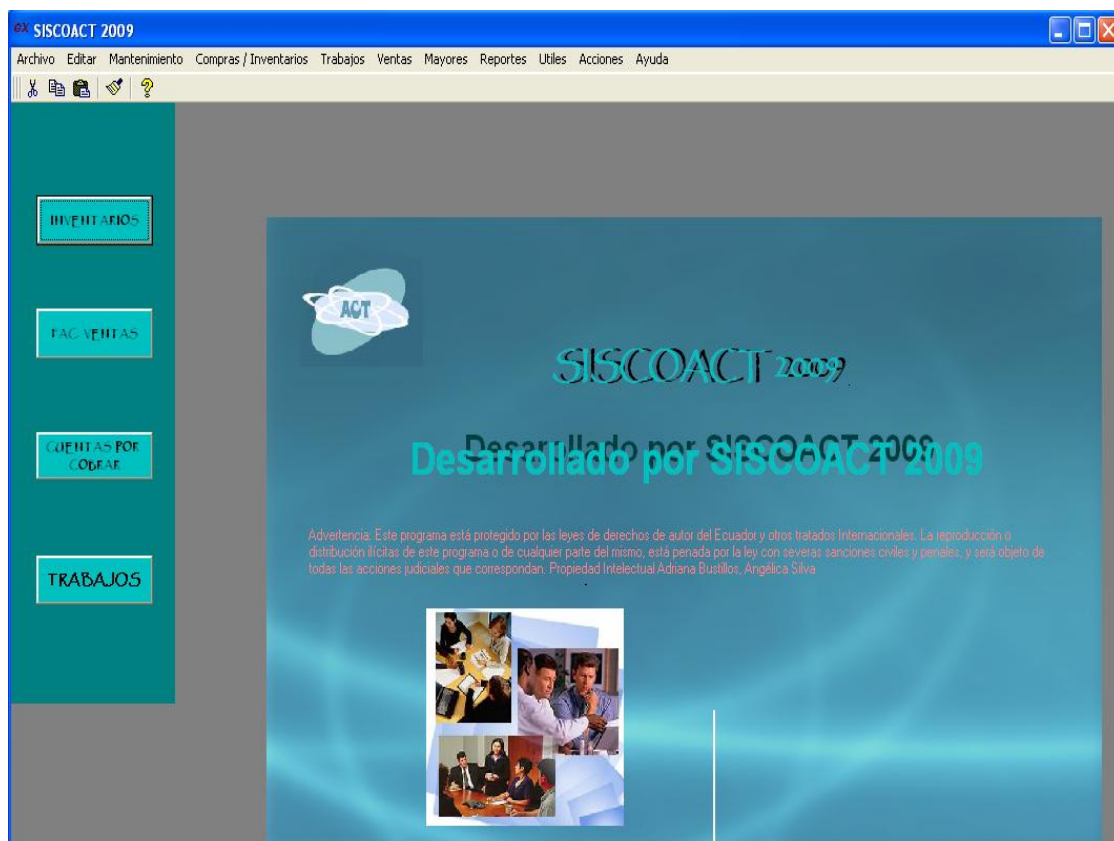 GX SISCOACT 2009
Archivo Editar Mantenimiento Compras / Inventarios Trabajos Ventas Mayores Reportes Utiles Acciones Ayuda
INVENTARIOS
FAC VENTAS
CUENTAS POR
COBRAR
TRABAJOS
ACT
SISCOACT 2009
Desarrollado por SISCOACT 2009
Advertencia: Este programa está protegido por las leyes de derechos de autor del Ecuador y otros tratados Internacionales. La reproducción o
distribución ilícitas de este programa o de cualquier parte del mismo, está penada por la ley con severas sanciones civiles y penales, y será objeto de
todas las acciones judiciales que correspondan. Propiedad Intelectual Adriana Bustillos, Angélica Silva